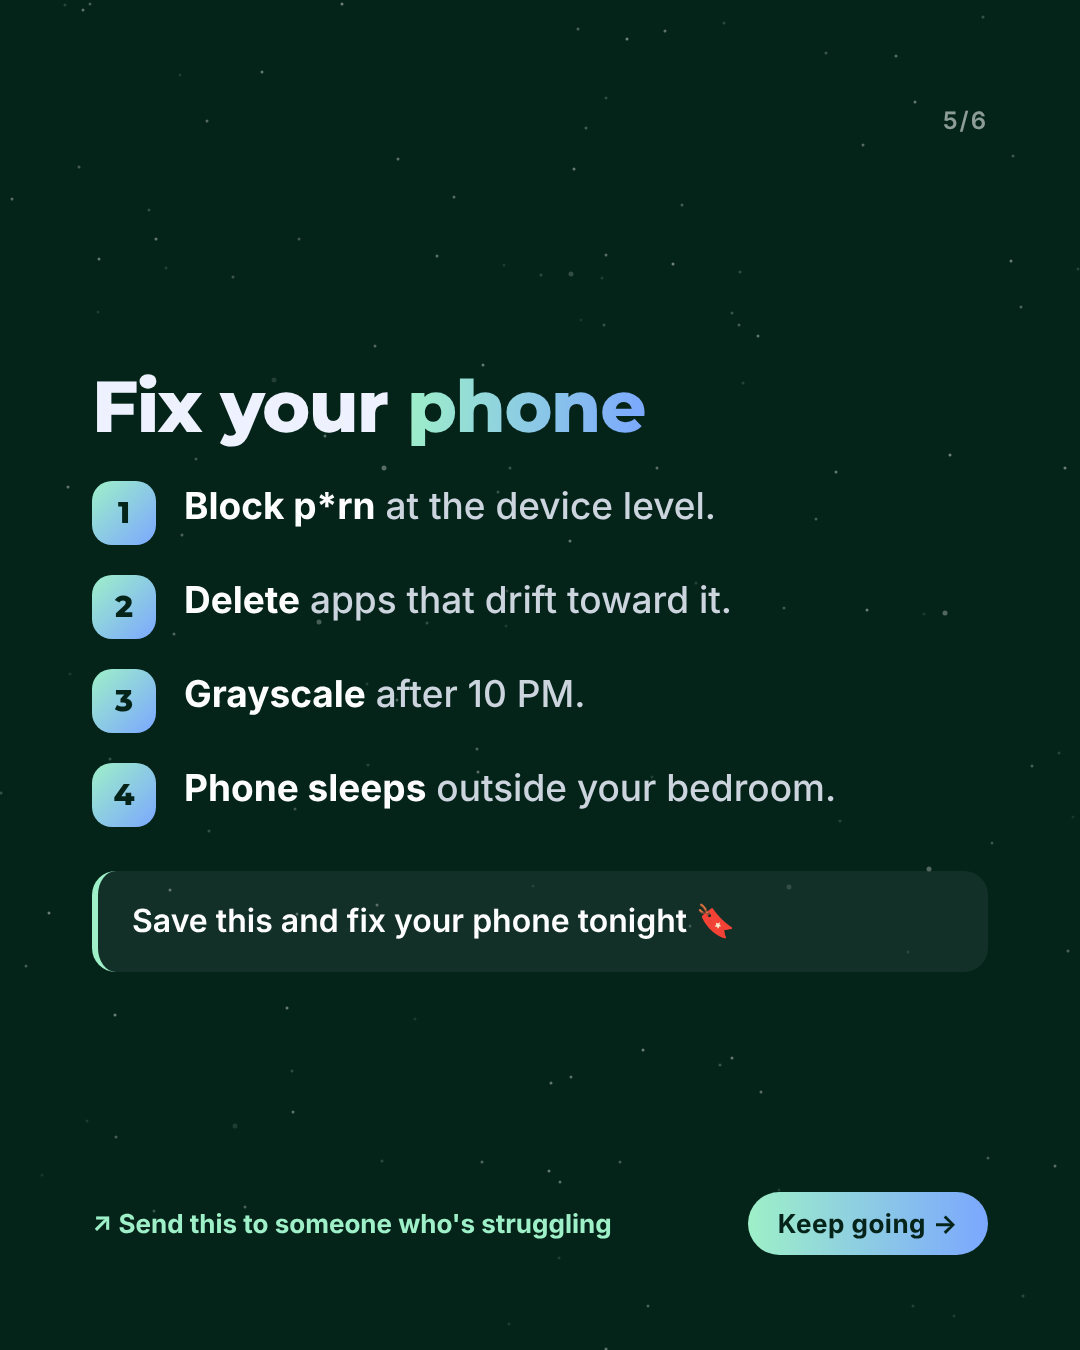 5/6
Fix your phone
1 Block p*rn at the device level.
2 Delete apps that drift toward it.
3 Grayscale after 10 PM.
4 Phone sleeps outside your bedroom.
Save this and fix your phone tonight 🔖
↗ Send this to someone who's struggling
Keep going →